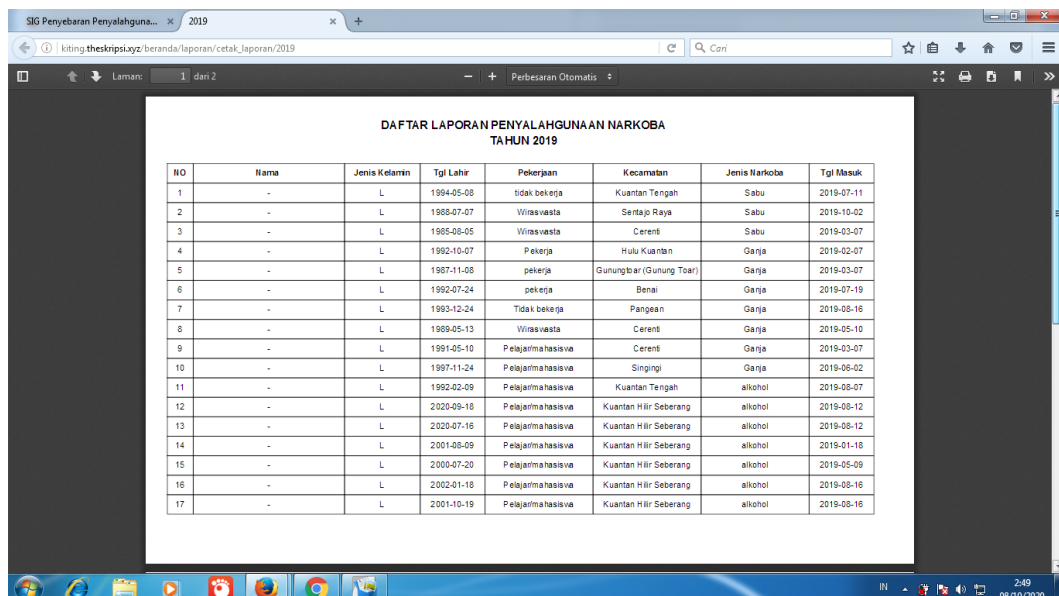 SIG Penyebaran Penyalahguna... × 2019 × +
kiting.theskripsi.xyz/beranda/laporan/cetak_laporan/2019 Cari
Laman: 1 dari 2 − + Perbesaran Otomatis
DAFTAR LAPORAN PENYALAHGUNAAN NARKOBA
TAHUN 2019
NO Nama Jenis Kelamin Tgl Lahir Pekerjaan Kecamatan Jenis Narkoba Tgl Masuk
1 - L 1994-05-08 tidak bekerja Kuantan Tengah Sabu 2019-07-11
2 - L 1988-07-07 Wiraswasta Sentajo Raya Sabu 2019-10-02
3 - L 1985-08-05 Wiraswasta Cerenti Sabu 2019-03-07
4 - L 1992-10-07 Pekerja Hulu Kuantan Ganja 2019-02-07
5 - L 1987-11-08 pekerja Gunungtoar (Gunung Toar) Ganja 2019-03-07
6 - L 1992-07-24 pekerja Benai Ganja 2019-07-19
7 - L 1993-12-24 Tidak bekerja Pangean Ganja 2019-08-16
8 - L 1989-05-13 Wiraswasta Cerenti Ganja 2019-05-10
9 - L 1991-05-10 Pelajar/mahasiswa Cerenti Ganja 2019-03-07
10 - L 1997-11-24 Pelajar/mahasiswa Singingi Ganja 2019-06-02
11 - L 1992-02-09 Pelajar/mahasiswa Kuantan Tengah alkohol 2019-08-07
12 - L 2020-09-18 Pelajar/mahasiswa Kuantan Hilir Seberang alkohol 2019-08-12
13 - L 2020-07-16 Pelajar/mahasiswa Kuantan Hilir Seberang alkohol 2019-08-12
14 - L 2001-08-09 Pelajar/mahasiswa Kuantan Hilir Seberang alkohol 2019-01-18
15 - L 2000-07-20 Pelajar/mahasiswa Kuantan Hilir Seberang alkohol 2019-05-09
16 - L 2002-01-18 Pelajar/mahasiswa Kuantan Hilir Seberang alkohol 2019-08-16
17 - L 2001-10-19 Pelajar/mahasiswa Kuantan Hilir Seberang alkohol 2019-08-16
IN 2:49
08/10/2020